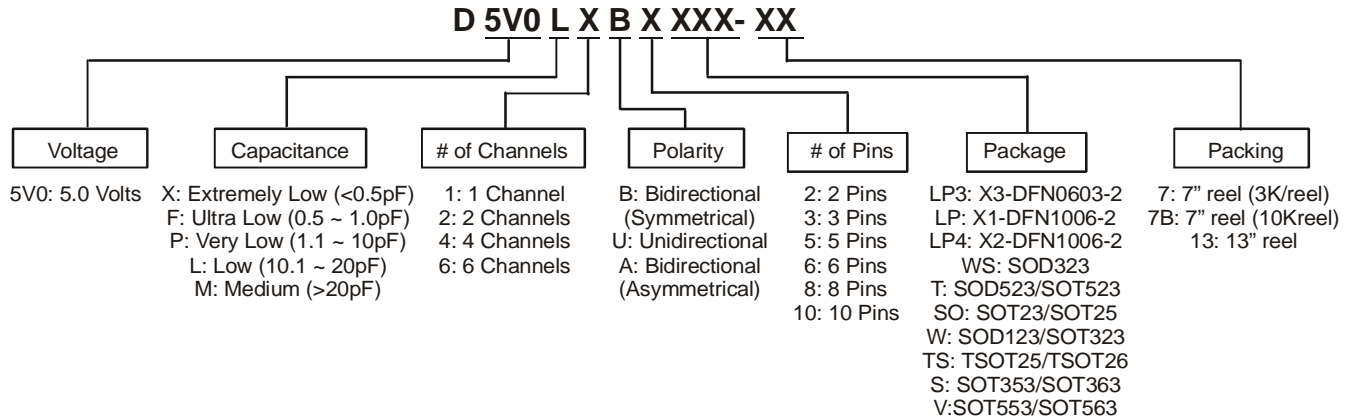 D 5V0 L X B X XXX- XX
Voltage
Capacitance
# of Channels
Polarity
# of Pins
Package
Packing
5V0: 5.0 Volts
X: Extremely Low (<0.5pF)
F: Ultra Low (0.5 ~ 1.0pF)
P: Very Low (1.1 ~ 10pF)
L: Low (10.1 ~ 20pF)
M: Medium (>20pF)
1: 1 Channel
2: 2 Channels
4: 4 Channels
6: 6 Channels
B: Bidirectional
(Symmetrical)
U: Unidirectional
A: Bidirectional
(Asymmetrical)
2: 2 Pins
3: 3 Pins
5: 5 Pins
6: 6 Pins
8: 8 Pins
10: 10 Pins
LP3: X3-DFN0603-2
LP: X1-DFN1006-2
LP4: X2-DFN1006-2
WS: SOD323
T: SOD523/SOT523
SO: SOT23/SOT25
W: SOD123/SOT323
TS: TSOT25/TSOT26
S: SOT353/SOT363
V:SOT553/SOT563
7: 7” reel (3K/reel)
7B: 7” reel (10Kreel)
13: 13” reel